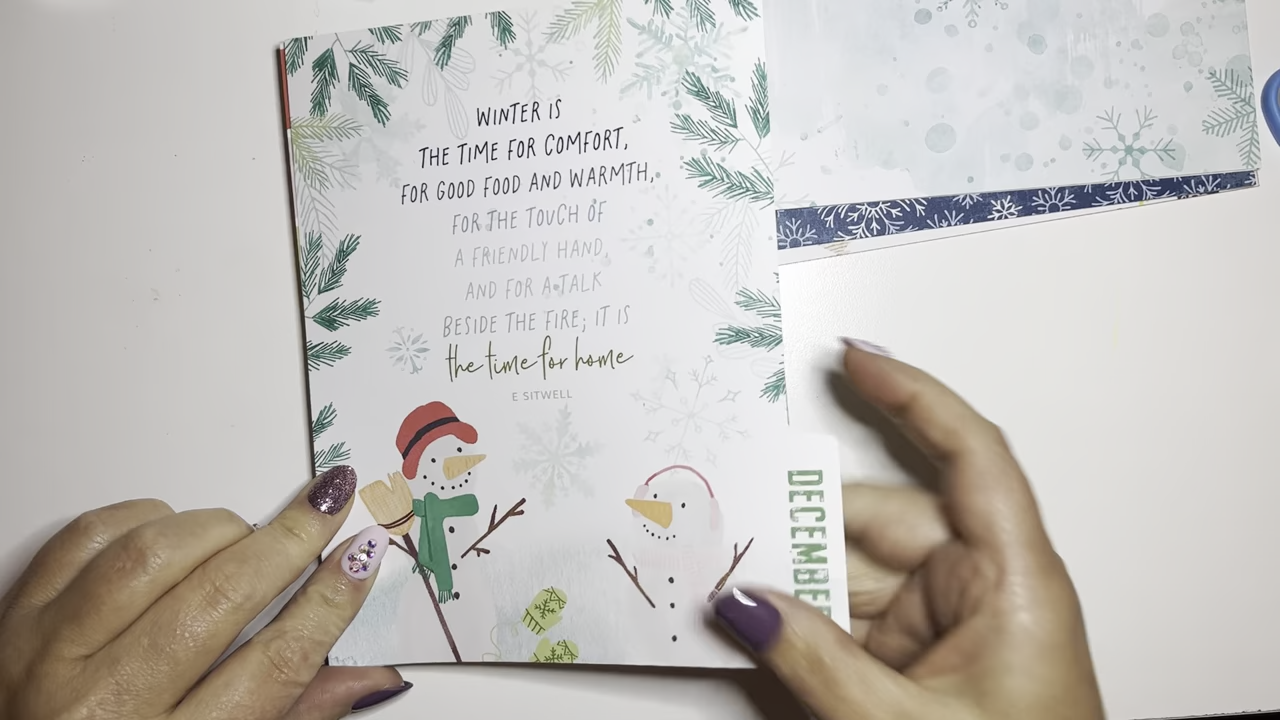 WINTER IS
THE TIME FOR COMFORT,
FOR GOOD FOOD AND WARMTH,
FOR THE TOUCH OF
A FRIENDLY HAND,
AND FOR A TALK
BESIDE THE FIRE; IT IS
the time for home
E SITWELL
DECEMBER